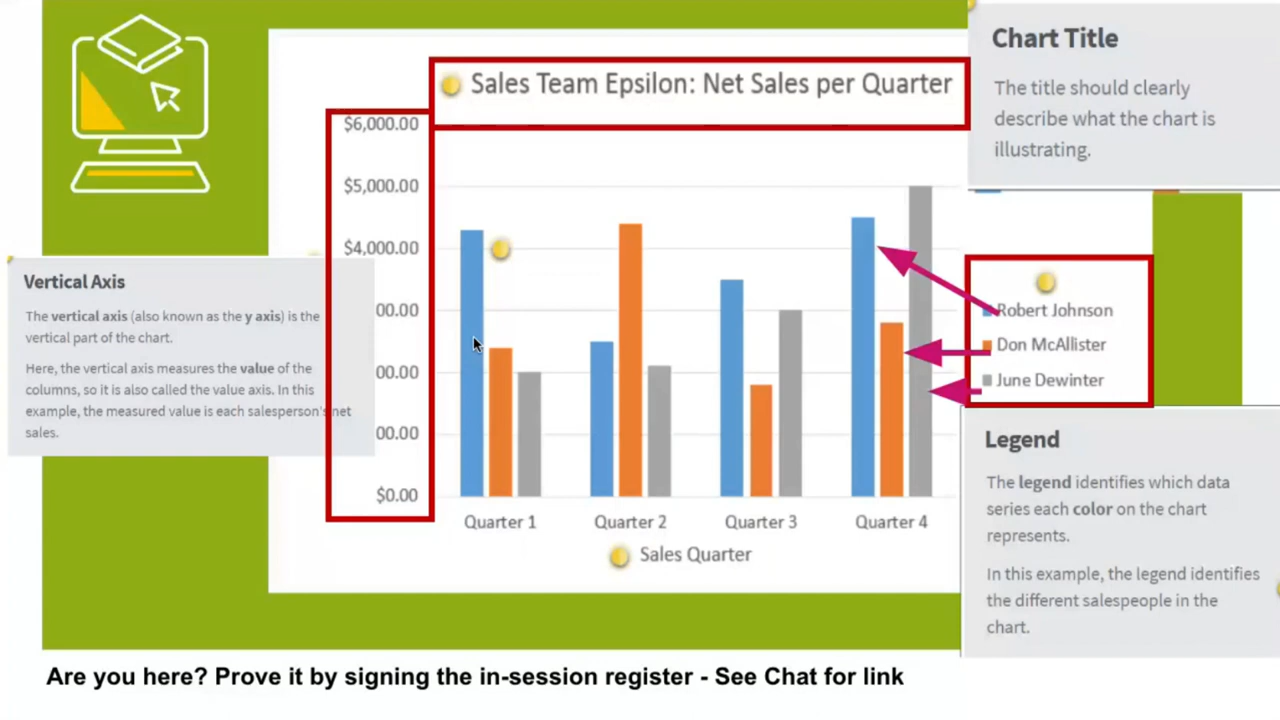 Sales Team Epsilon: Net Sales per Quarter
Chart Title
The title should clearly
describe what the chart is
illustrating.
$6,000.00
$5,000.00
$4,000.00
00.00
00.00
00.00
$0.00
Vertical Axis
The vertical axis (also known as the y axis) is the
vertical part of the chart.
Here, the vertical axis measures the value of the
columns, so it is also called the value axis. In this
example, the measured value is each salesperson's net
sales.
Quarter 1
Quarter 2
Quarter 3
Quarter 4
Sales Quarter
Robert Johnson
Don McAllister
June Dewinter
Legend
The legend identifies which data
series each color on the chart
represents.
In this example, the legend identifies
the different salespeople in the
chart.
Are you here? Prove it by signing the in-session register - See Chat for link